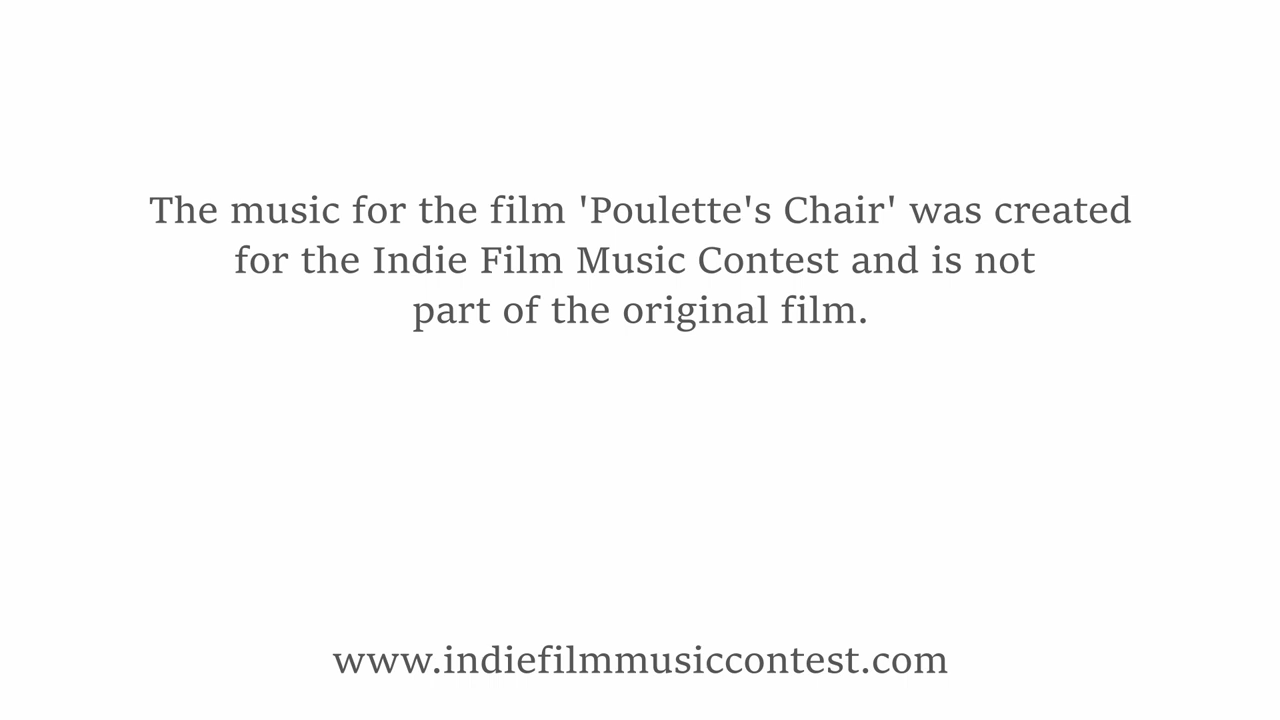 The music for the film 'Poulette's Chair' was created
for the Indie Film Music Contest and is not
part of the original film.
www.indiefilmmusiccontest.com